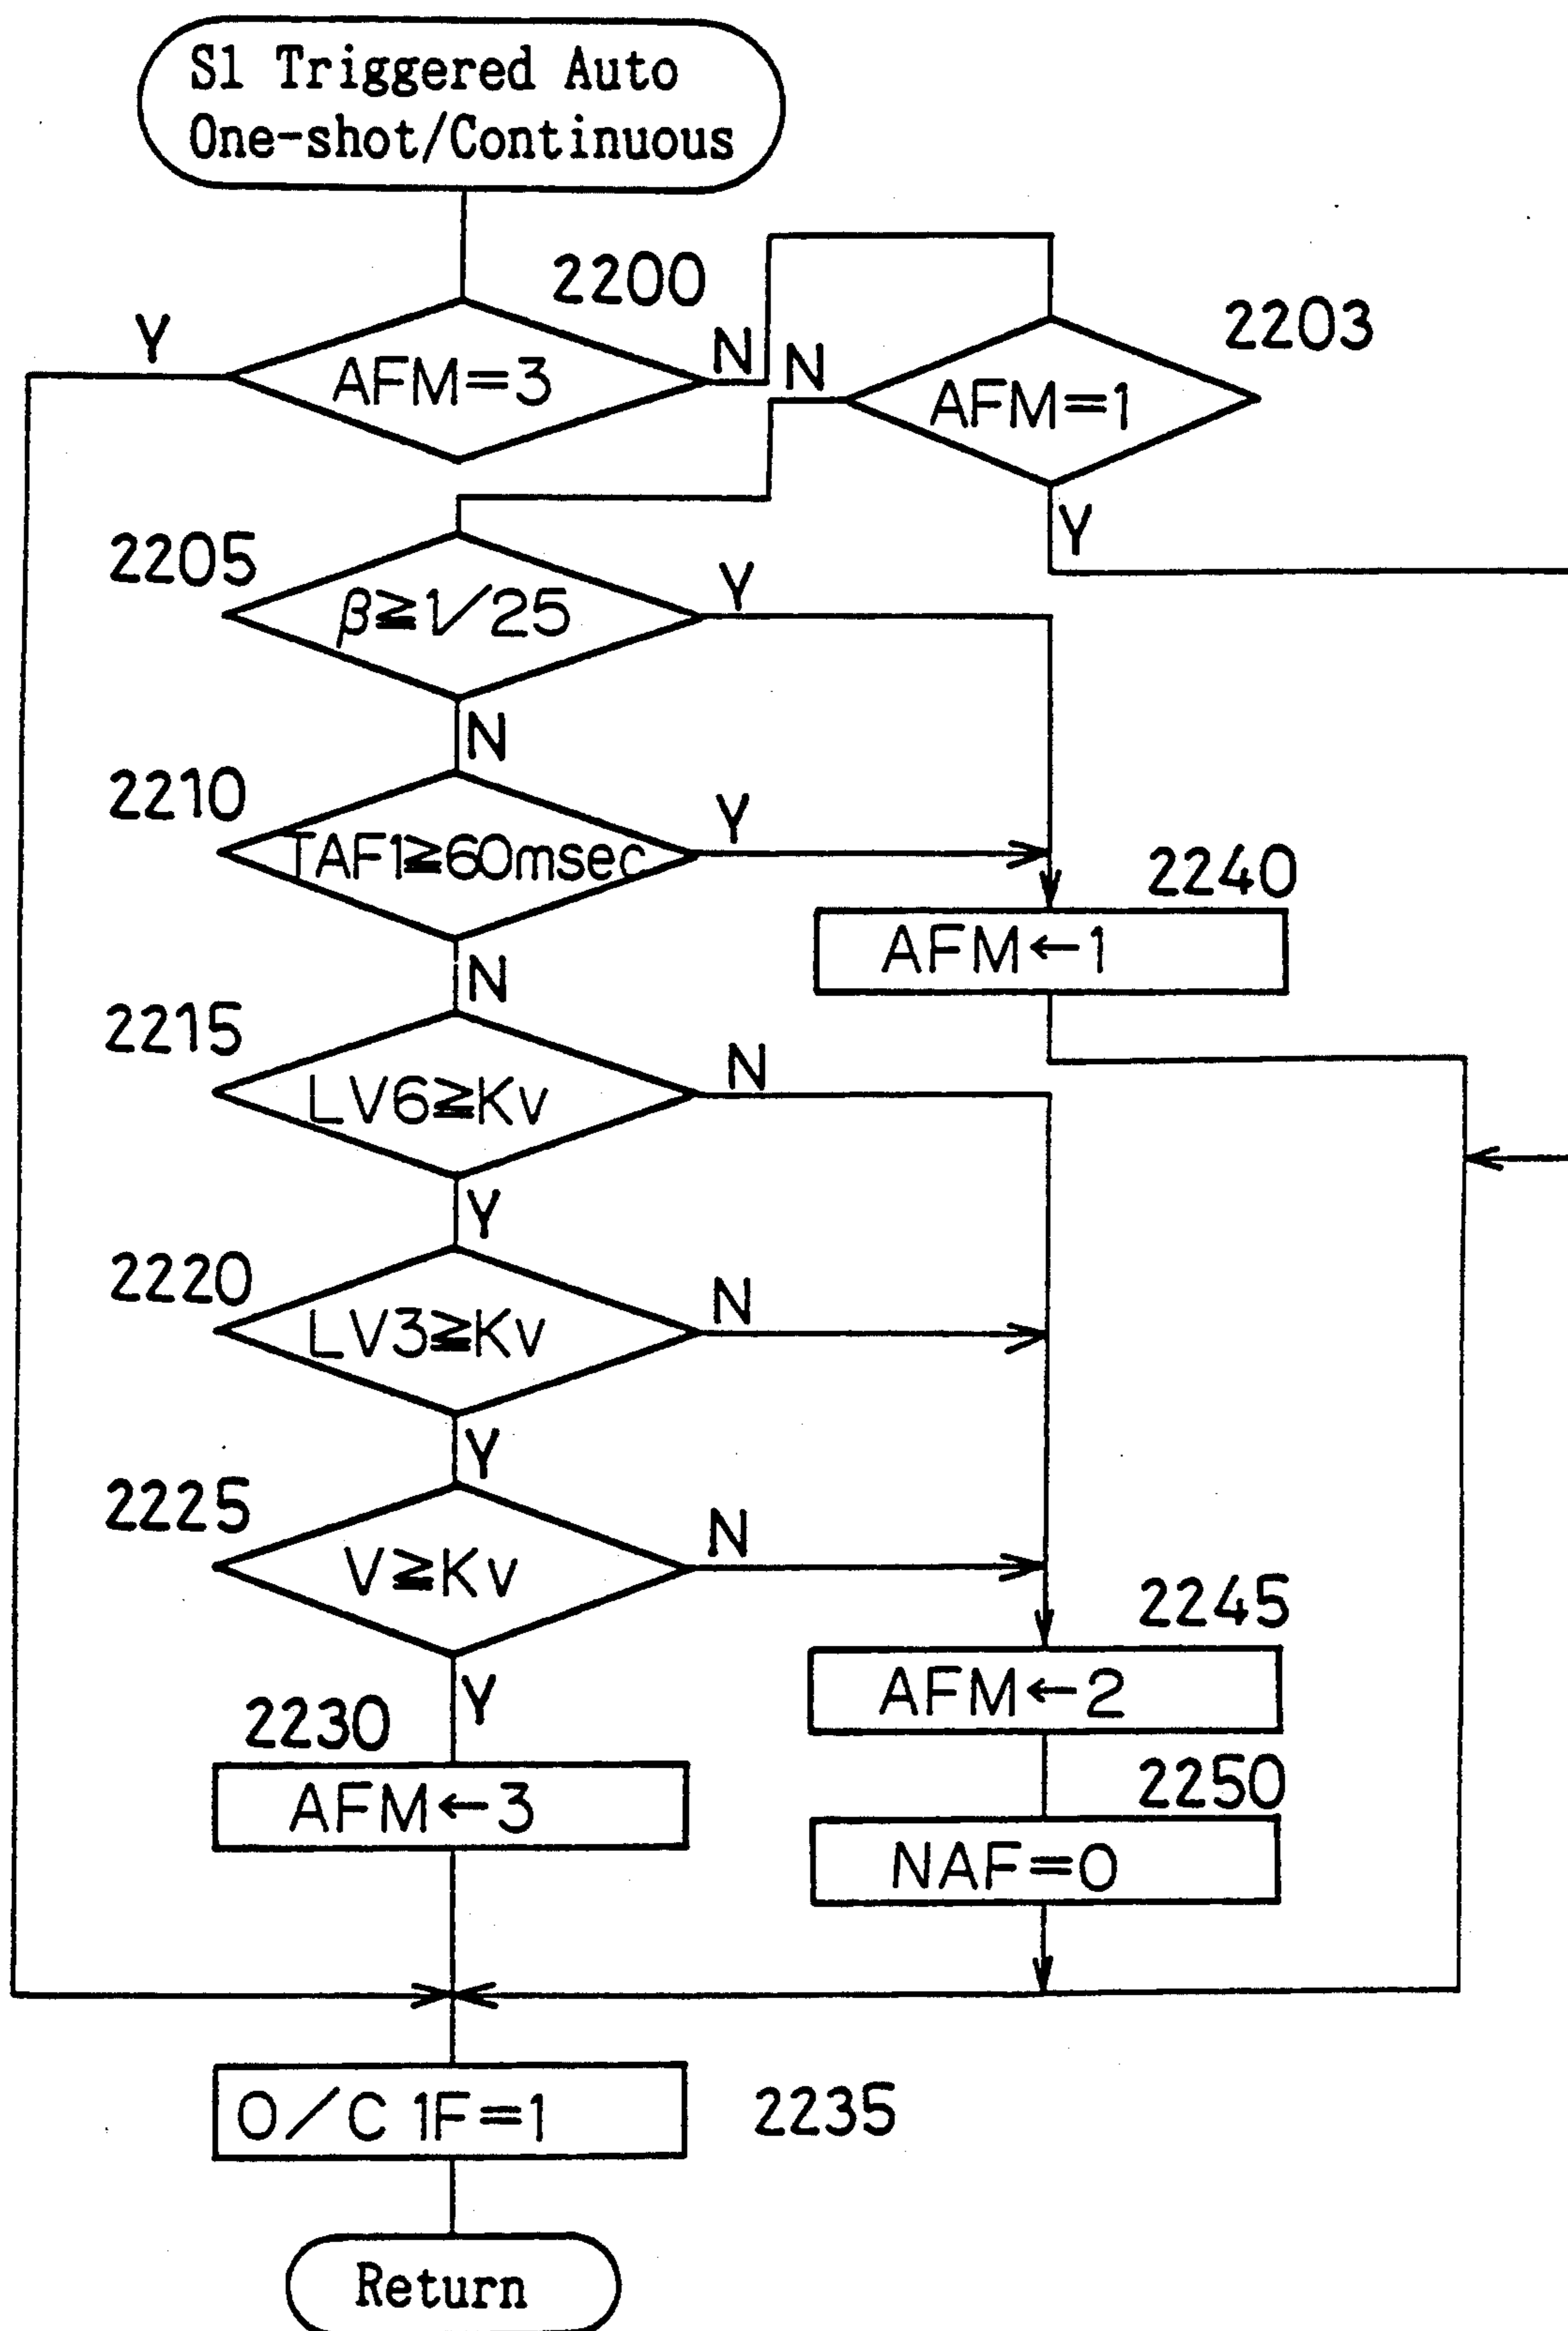 S1 Triggered Auto
One-shot/Continuous
2200
Y
AFM=3
N
N
2203
AFM=1
Y
2205
β≧1/25
Y
N
2210
TAF1≧60msec
Y
N
2240
AFM←1
2215
LV6≧Kv
N
Y
2220
LV3≧Kv
N
Y
2225
V≧Kv
N
Y
2245
AFM←2
2230
AFM←3
2250
NAF=0
O/C 1F=1
2235
Return